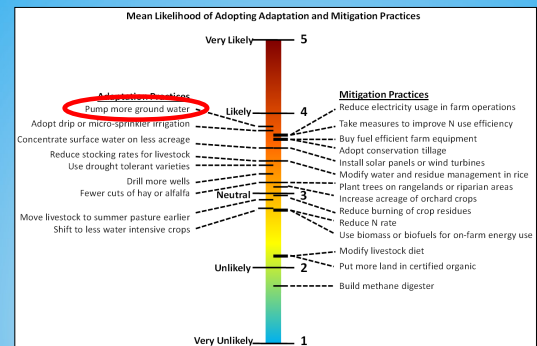 Mean Likelihood of Adopting Adaptation and Mitigation Practices
Very Likely
5
Adaptation Practices
Pump more ground water
Adopt drip or micro-sprinkler irrigation
Concentrate surface water on less acreage
Reduce stocking rates for livestock
Use drought tolerant varieties
Drill more wells
Fewer cuts of hay or alfalfa
Move livestock to summer pasture earlier
Shift to less water intensive crops
Likely
4
Neutral
3
Unlikely
2
Very Unlikely
1
Mitigation Practices
Reduce electricity usage in farm operations
Take measures to improve N use efficiency
Buy fuel efficient farm equipment
Adopt conservation tillage
Install solar panels or wind turbines
Modify water and residue management in rice
Plant trees on rangelands or riparian areas
Increase acreage of orchard crops
Reduce burning of crop residues
Reduce N rate
Use biomass or biofuels for on-farm energy use
Modify livestock diet
Put more land in certified organic
Build methane digester